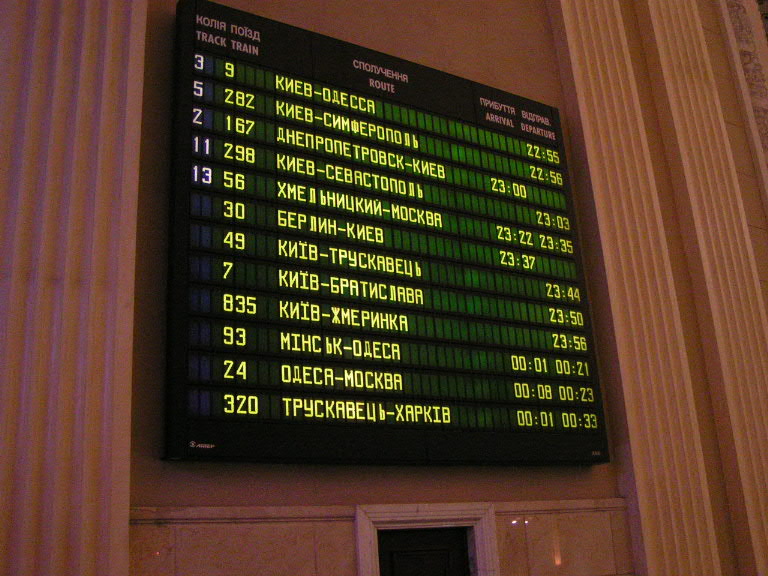 КОЛІЯ ПОЇЗД СПОЛУЧЕННЯ ПРИБУТТЯ ВІДПРАВ.
TRACK TRAIN ROUTE ARRIVAL DEPARTURE
3 9 КИЕВ-ОДЕССА 22:55
5 282 КИЕВ-СИМФЕРОПОЛЬ 22:56
2 167 ДНЕПРОПЕТРОВСК-КИЕВ 23:00
11 298 КИЕВ-СЕВАСТОПОЛЬ 23:03
13 56 ХМЕЛЬНИЦКИЙ-МОСКВА 23:22 23:35
30 БЕРЛИН-КИЕВ 23:37
49 КИЇВ-ТРУСКАВЕЦЬ 23:44
7 КИЇВ-БРАТИСЛАВА 23:50
835 КИЇВ-ЖМЕРИНКА 23:56
93 МІНСЬК-ОДЕСА 00:01 00:21
24 ОДЕСА-МОСКВА 00:08 00:23
320 ТРУСКАВЕЦЬ-ХАРКІВ 00:01 00:33